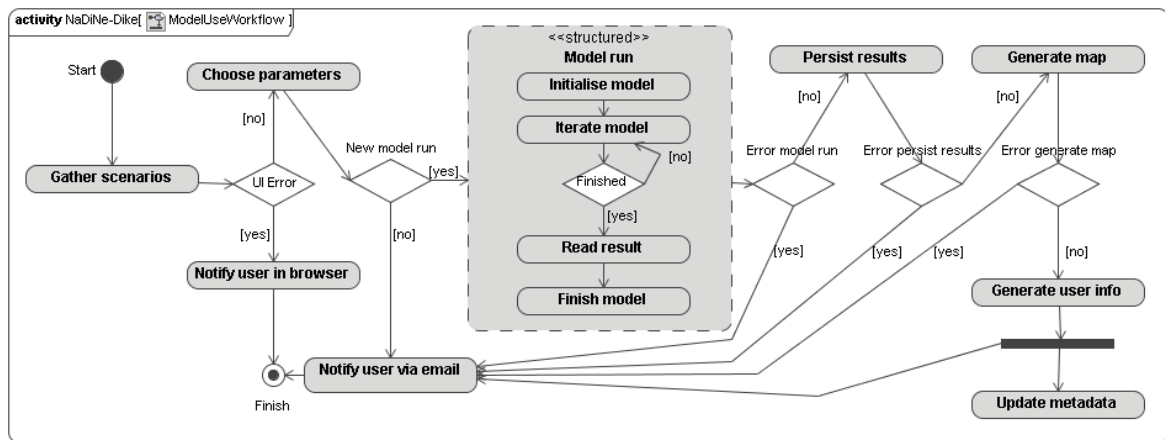 activity NaDiNe-Dike[ ModelUseWorkflow ]
Start
Gather scenarios
Choose parameters
[no]
UI Error
[yes]
Notify user in browser
Finish
New model run
[yes]
[no]
Notify user via email
<<structured>>
Model run
Initialise model
Iterate model
[no]
Finished
[yes]
Read result
Finish model
Error model run
[no]
[yes]
Persist results
Error persist results
[no]
[yes]
Generate map
Error generate map
[yes]
[no]
Generate user info
Update metadata